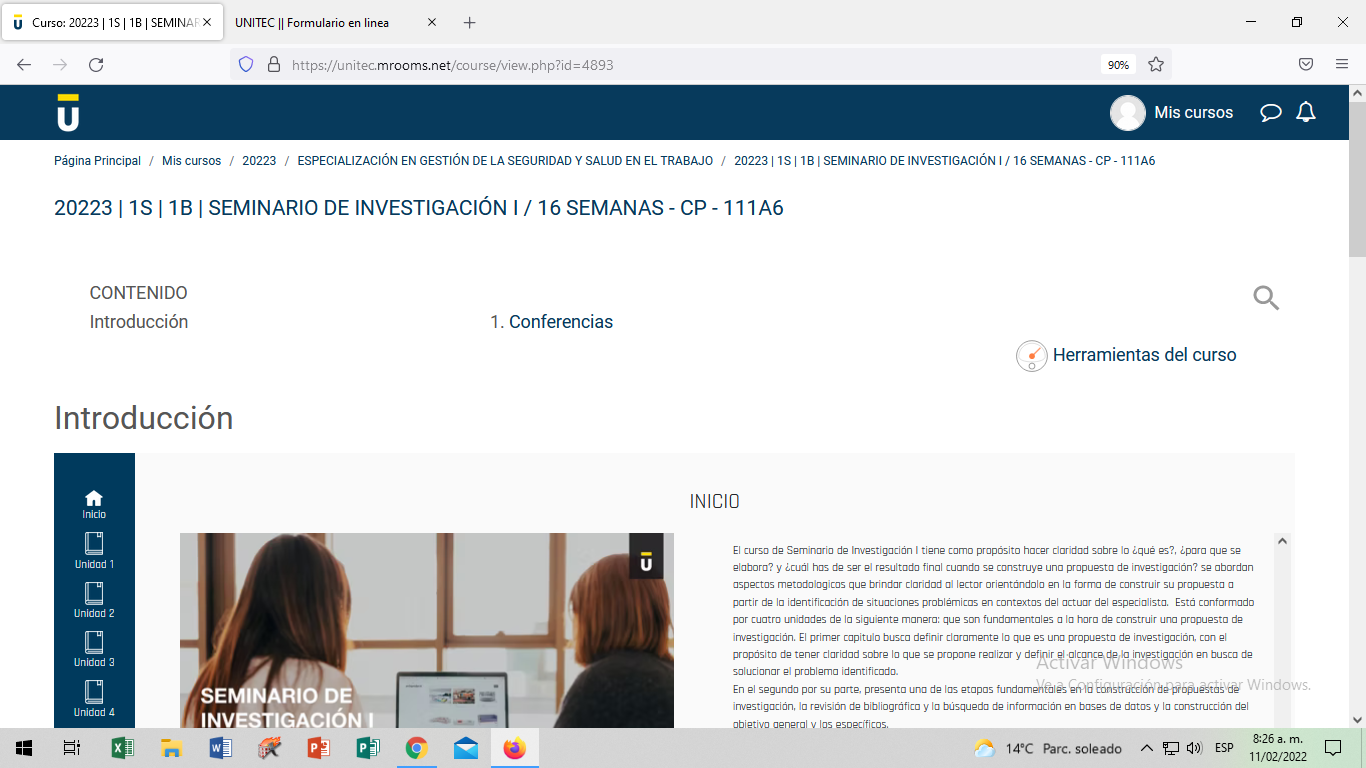 Curso: 20223 | 1S | 1B | SEMINAR
UNITEC || Formulario en linea
https://unitec.mrooms.net/course/view.php?id=4893
90%
Mis cursos
Página Principal / Mis cursos / 20223 / ESPECIALIZACIÓN EN GESTIÓN DE LA SEGURIDAD Y SALUD EN EL TRABAJO / 20223 | 1S | 1B | SEMINARIO DE INVESTIGACIÓN I / 16 SEMANAS - CP - 111A6
20223 | 1S | 1B | SEMINARIO DE INVESTIGACIÓN I / 16 SEMANAS - CP - 111A6
CONTENIDO
Introducción
1. Conferencias
Herramientas del curso
Introducción
Inicio
Unidad 1
Unidad 2
Unidad 3
Unidad 4
INICIO
SEMINARIO DE
INVESTIGACIÓN I
El curso de Seminario de Investigación I tiene como propósito hacer claridad sobre lo ¿qué es?, ¿para que se
elabora? y ¿cuál has de ser el resultado final cuando se construye una propuesta de investigación? se abordan
aspectos metodologicos que brindar claridad al lector orientándolo en la forma de construir su propuesta a
partir de la identificación de situaciones problémicas en contextos del actuar del especialista. Está conformado
por cuatro unidades de la siguiente manera: que son fundamentales a la hora de construir una propuesta de
investigación. El primer capitulo busca definir claramente lo que es una propuesta de investigación, con el
propósito de tener claridad sobre lo que se propone realizar y definir el alcance de la investigación en busca de
solucionar el problema identificado.
En el segundo por su parte, presenta una de las etapas fundamentales en la construcción de propuestas de
investigación, la revisión de bibliográfica y la búsqueda de información en bases de datos y la construcción del
objetivo general y los específicos.
Activar Windows
Ve a Configuración para activar Windows.
14°C Parc. soleado
ESP
8:26 a. m.
11/02/2022